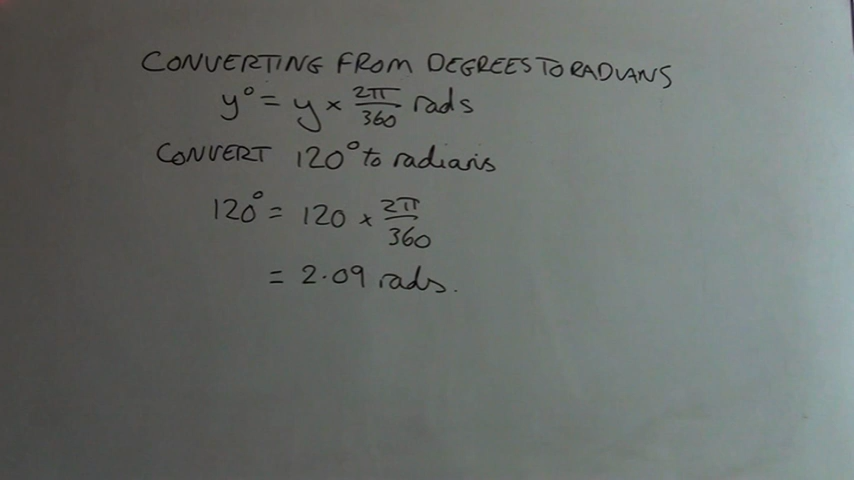 CONVERTING FROM DEGREES TO RADIANS
y° = y × 2π/360 rads
CONVERT 120° to radians
120° = 120 × 2π/360
= 2.09 rads.